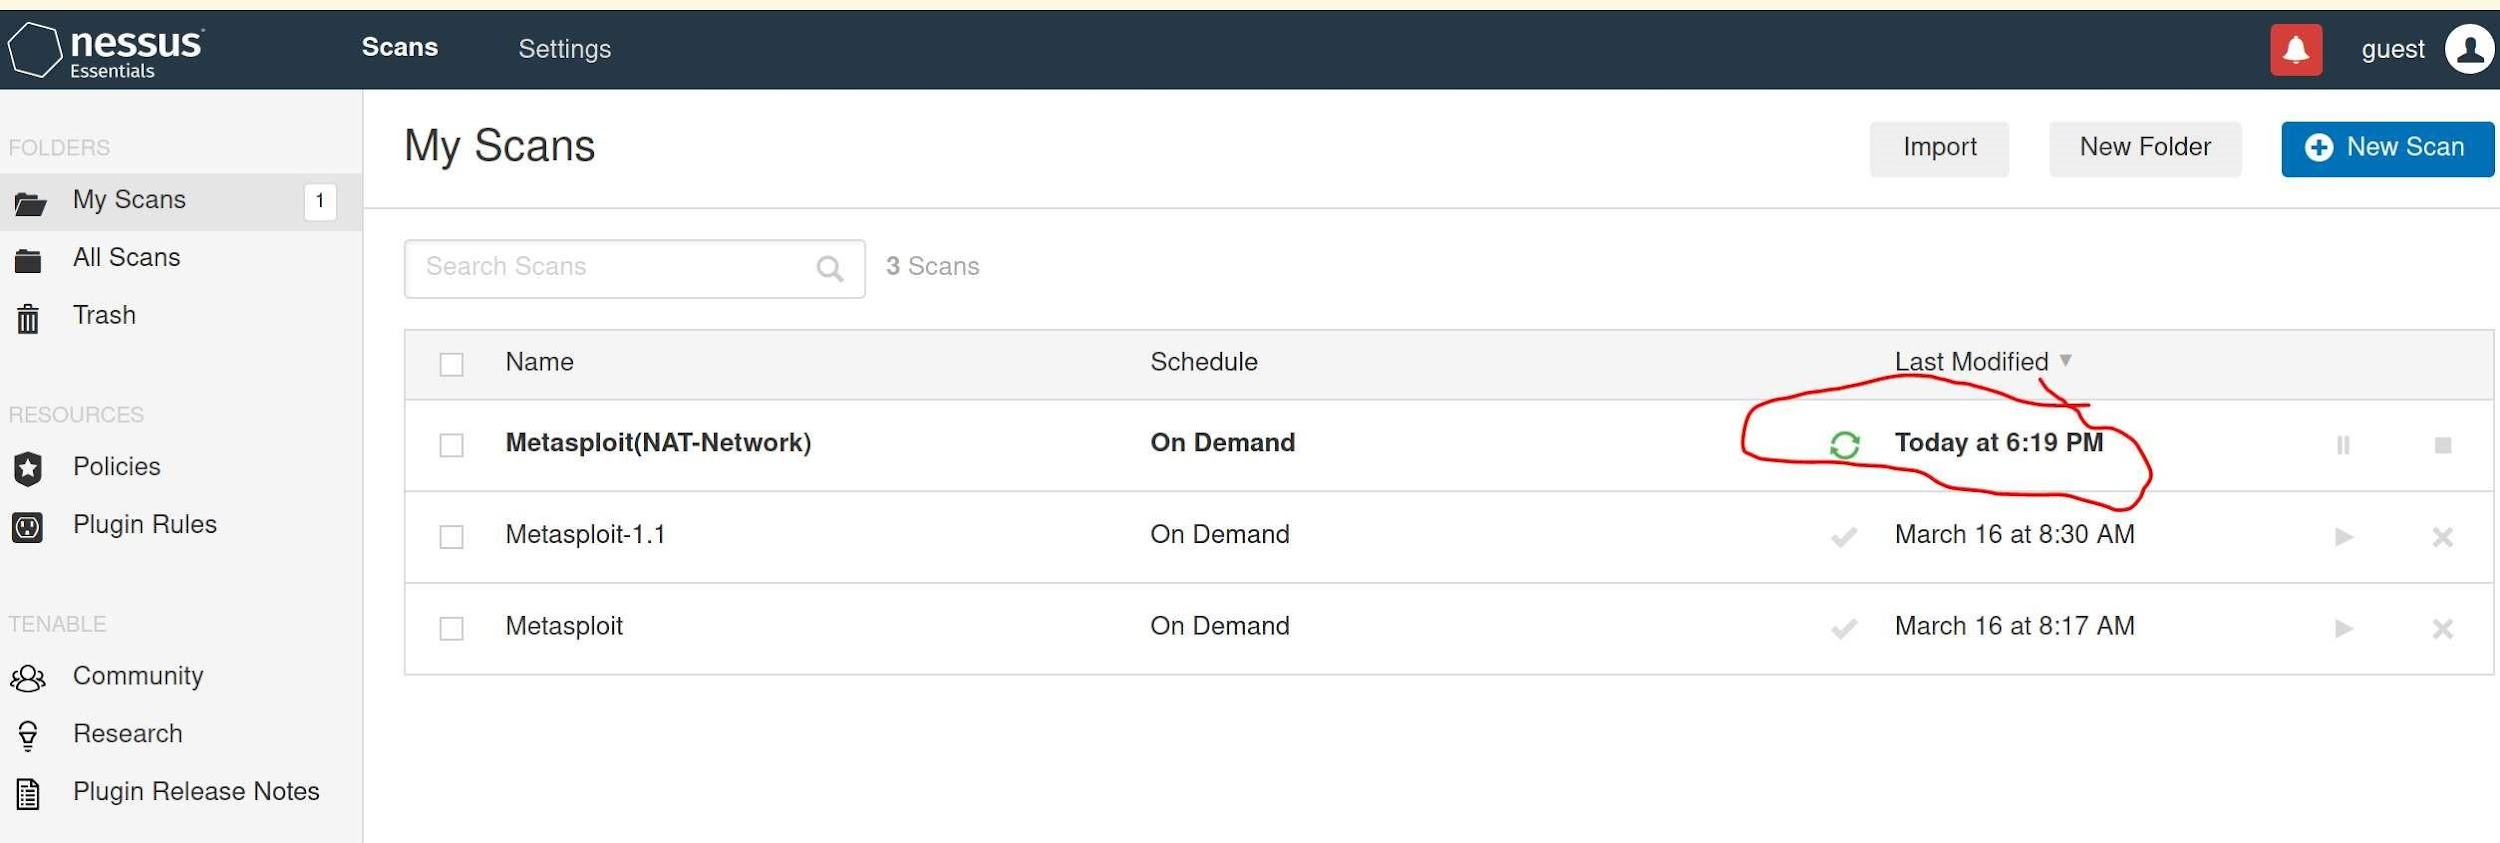 nessus
Essentials
Scans
Settings
guest
FOLDERS
My Scans
1
All Scans
Trash
RESOURCES
Policies
Plugin Rules
TENABLE
Community
Research
Plugin Release Notes
My Scans
Import
New Folder
New Scan
Search Scans
3 Scans
Name Schedule Last Modified
Metasploit(NAT-Network) On Demand Today at 6:19 PM
Metasploit-1.1 On Demand March 16 at 8:30 AM
Metasploit On Demand March 16 at 8:17 AM